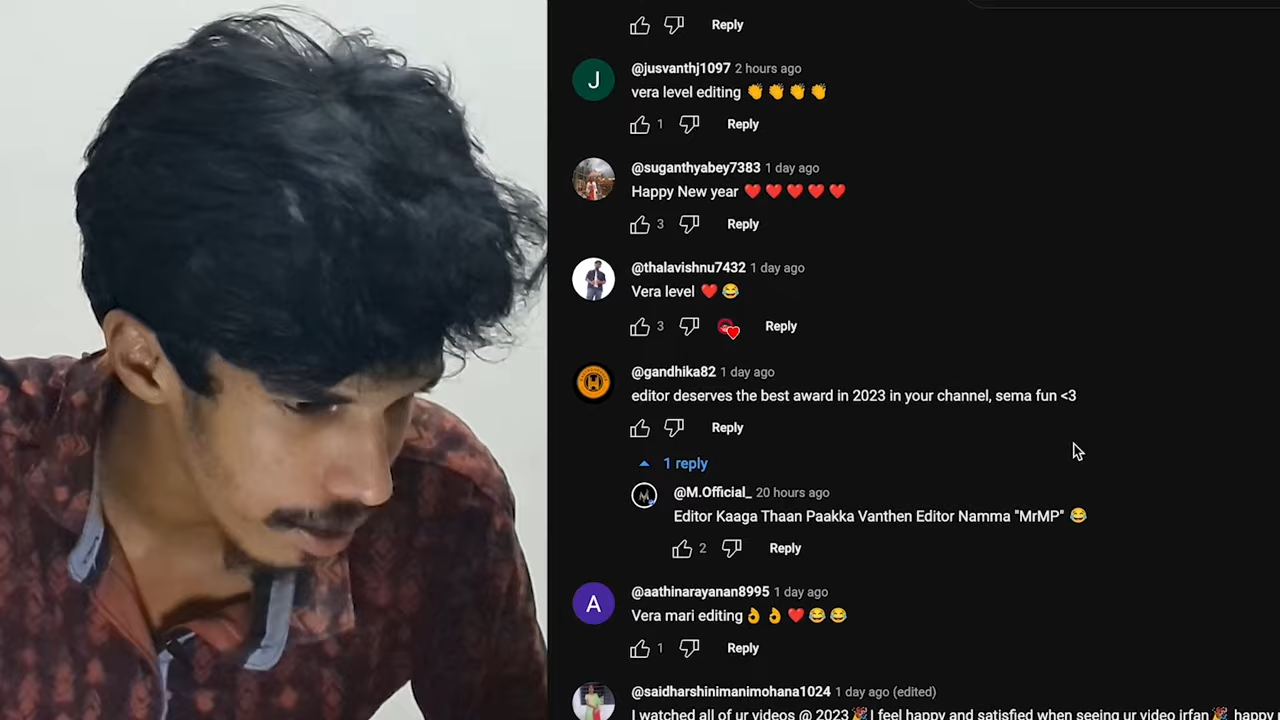 Reply
J
@jusvanthj1097 2 hours ago
vera level editing 👏 👏 👏 👏
1 Reply
@suganthyabey7383 1 day ago
Happy New year ❤️ ❤️ ❤️ ❤️ ❤️
3 Reply
@thalavishnu7432 1 day ago
Vera level ❤️ 😂
3 Reply
@gandhika82 1 day ago
editor deserves the best award in 2023 in your channel, sema fun <3
Reply
1 reply
@M.Official_ 20 hours ago
Editor Kaaga Thaan Paakka Vanthen Editor Namma "MrMP" 😂
2 Reply
A
@aathinarayanan8995 1 day ago
Vera mari editing 👌 👌 ❤️ 😂 😂
1 Reply
@saidharshinimanimohana1024 1 day ago (edited)
I watched all of ur videos @ 2023🎉I feel happy and satisfied when seeing ur video irfan🎉 happy